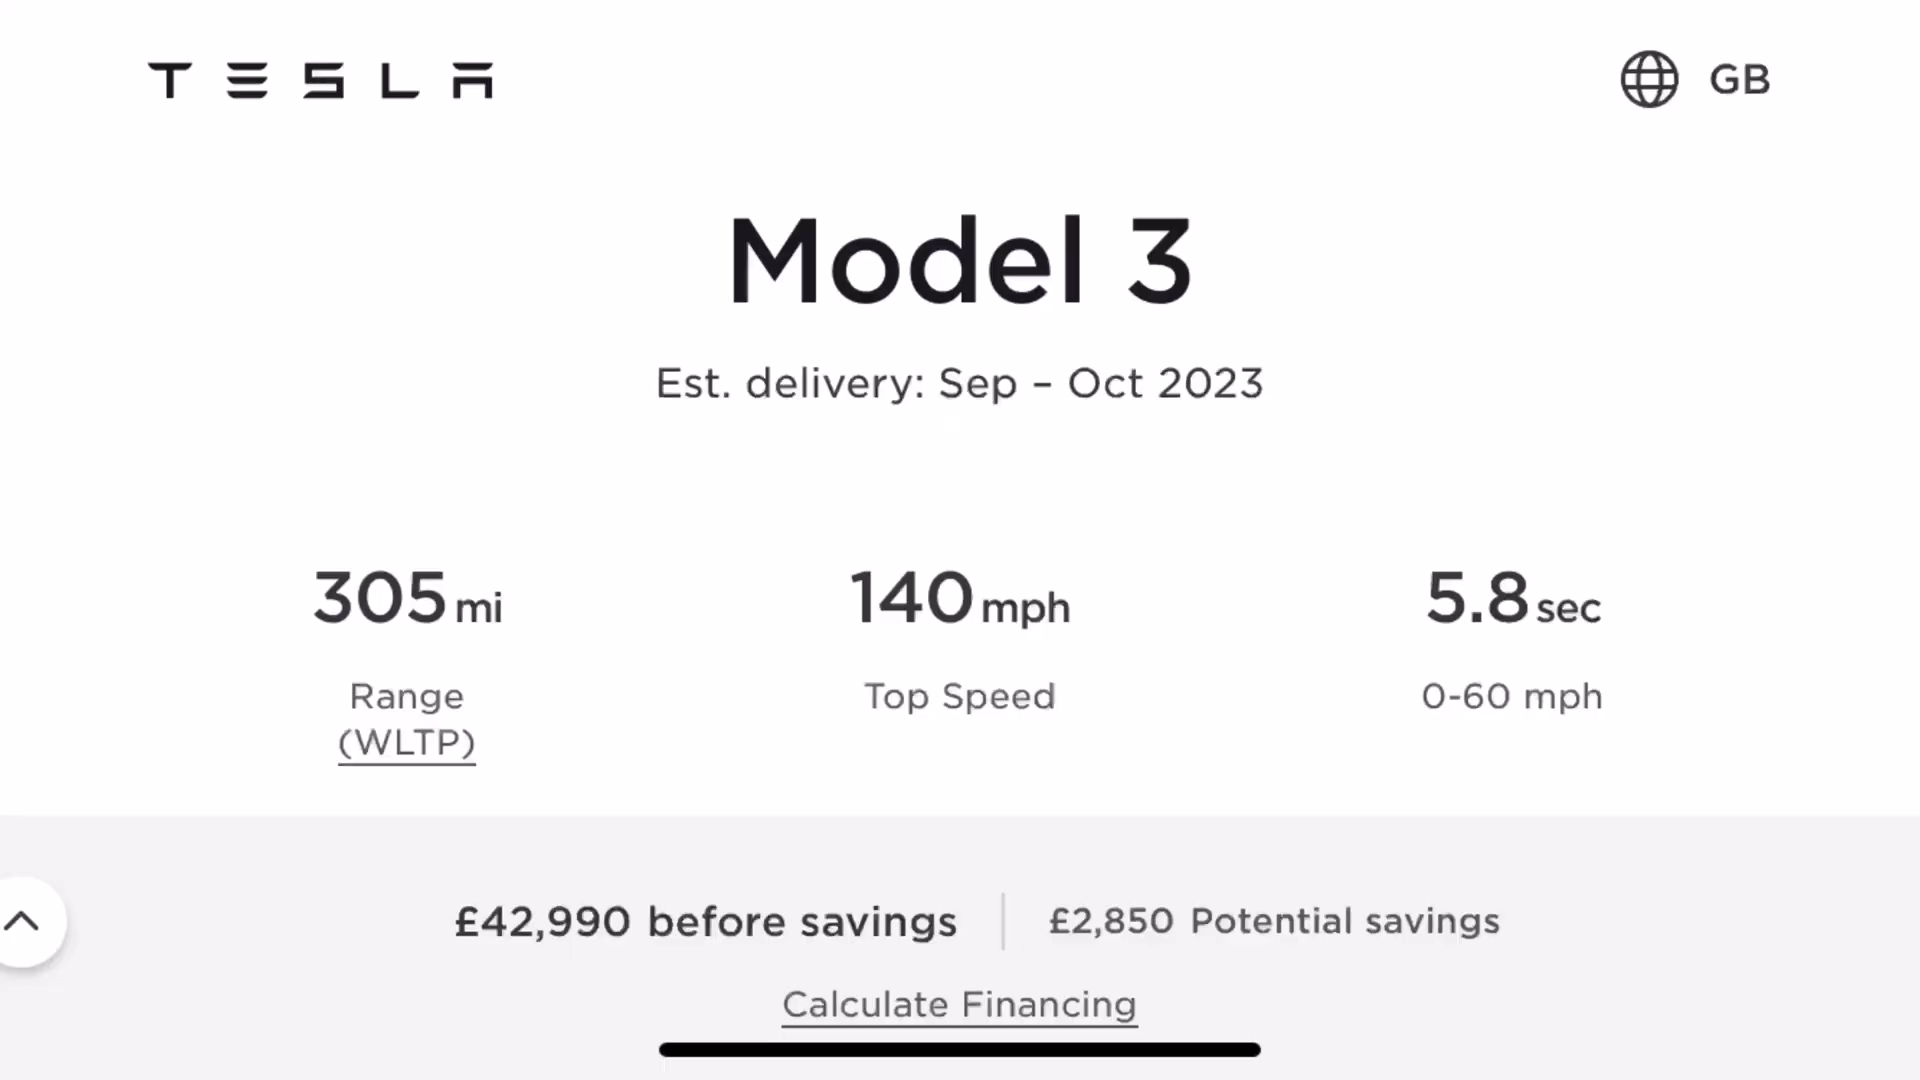 TESLA
GB
Model 3
Est. delivery: Sep – Oct 2023
305 mi
140 mph
5.8 sec
Range
(WLTP)
Top Speed
0-60 mph
£42,990 before savings
£2,850 Potential savings
Calculate Financing